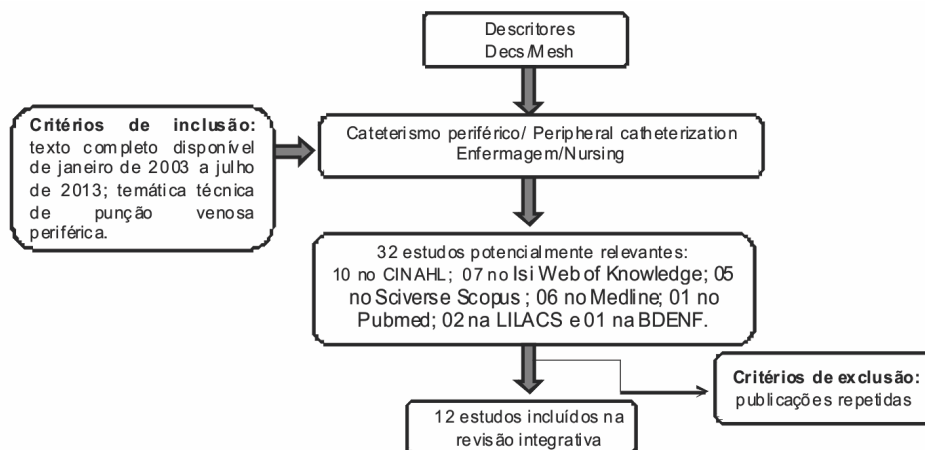 Descritores
Decs/Mesh
Critérios de inclusão:
texto completo disponível
de janeiro de 2003 a julho
de 2013; temática técnica
de punção venosa
periférica.
Cateterismo periférico/ Peripheral catheterization
Enfermagem/Nursing
32 estudos potencialmente relevantes:
10 no CINAHL; 07 no Isi Web of Knowledge; 05
no Sciverse Scopus ; 06 no Medline; 01 no
Pubmed; 02 na LILACS e 01 na BDENF.
Critérios de exclusão:
publicações repetidas
12 estudos incluídos na
revisão integrativa